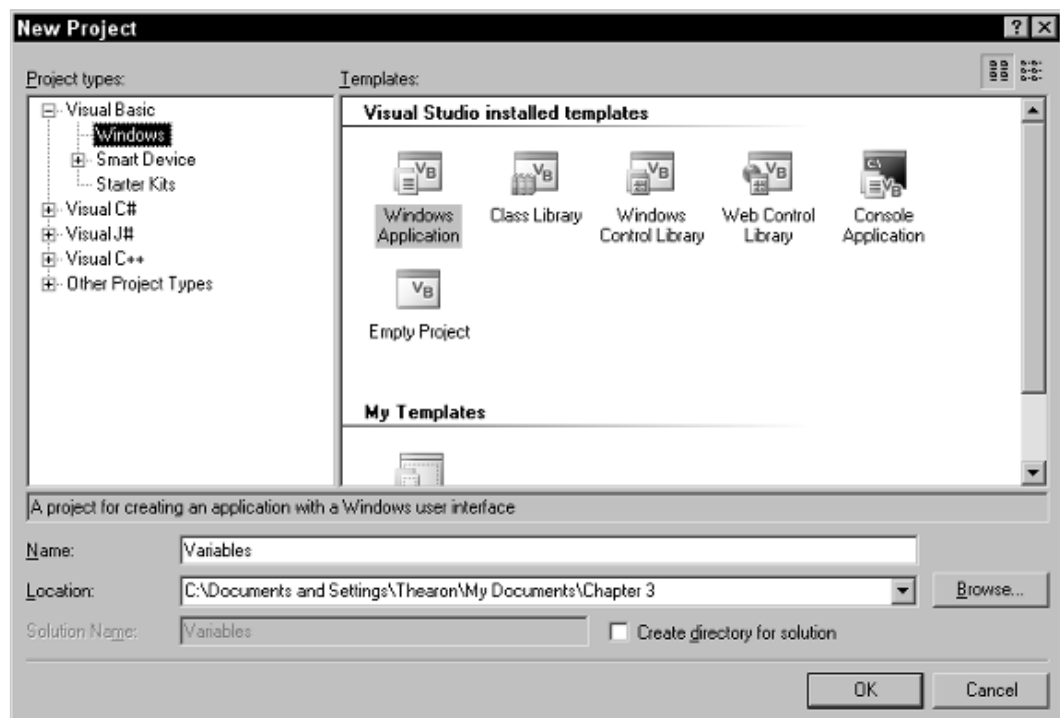 New Project
Project types:
Templates:
Visual Basic
Windows
Smart Device
Starter Kits
Visual C#
Visual J#
Visual C++
Other Project Types
Visual Studio installed templates
Windows Application
Class Library
Windows Control Library
Web Control Library
Console Application
Empty Project
My Templates
A project for creating an application with a Windows user interface
Name:
Variables
Location:
C:\Documents and Settings\Thearon\My Documents\Chapter 3
Browse...
Solution Name:
Variables
Create directory for solution
OK
Cancel